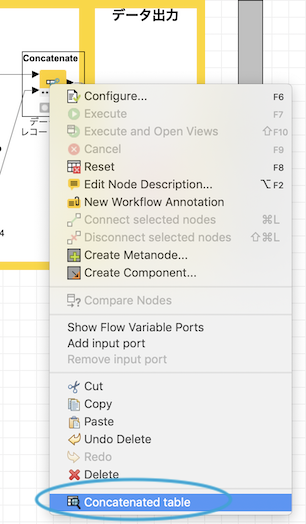 データ出力
Concatenate
データ
レコー
4
Configure... F6
Execute F7
Execute and Open Views ⇧F10
Cancel F9
Reset F8
Edit Node Description... ⌥F2
New Workflow Annotation
Connect selected nodes ⌘L
Disconnect selected nodes ⇧⌘L
Create Metanode...
Create Component...
Compare Nodes
Show Flow Variable Ports
Add input port
Remove input port
Cut
Copy
Paste
Undo Delete
Redo
Delete
Concatenated table